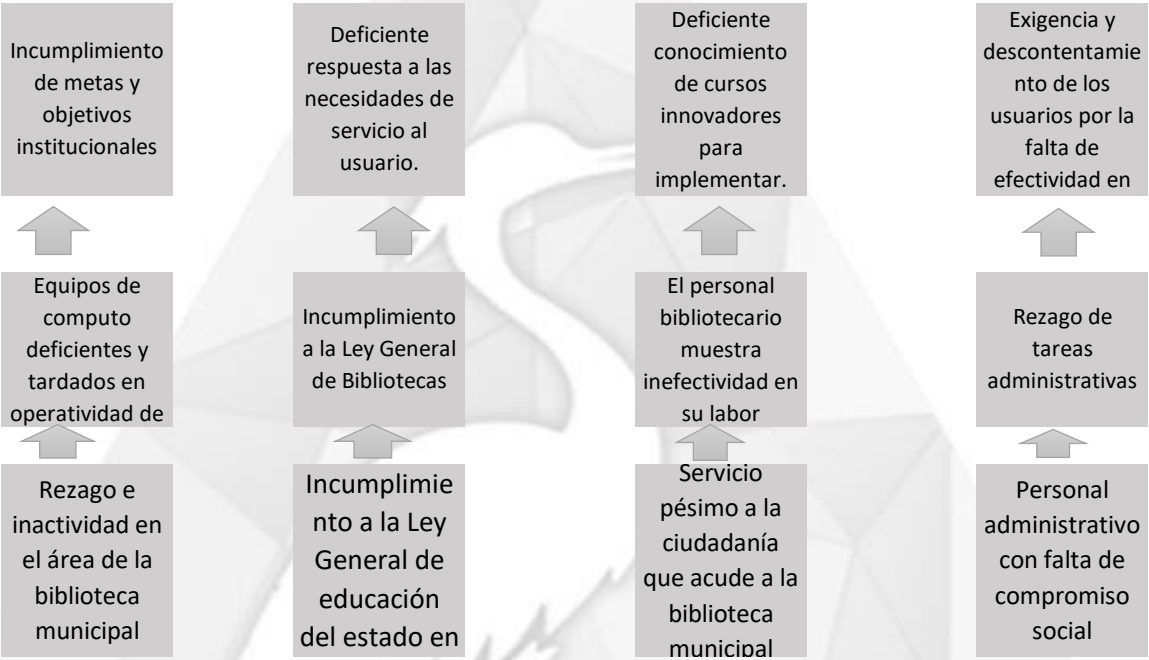 Incumplimiento
de metas y
objetivos
institucionales
Deficiente
respuesta a las
necesidades de
servicio al
usuario.
Deficiente
conocimiento
de cursos
innovadores
para
implementar.
Exigencia y
descontentamie
nto de los
usuarios por la
falta de
efectividad en
Equipos de
computo
deficientes y
tardados en
operatividad de
Incumplimiento
a la Ley General
de Bibliotecas
El personal
bibliotecario
muestra
inefectividad en
su labor
Rezago de
tareas
administrativas
Rezago e
inactividad en
el área de la
biblioteca
municipal
Incumplimie
nto a la Ley
General de
educación
del estado en
Servicio
pésimo a la
ciudadanía
que acude a la
biblioteca
municipal
Personal
administrativo
con falta de
compromiso
social